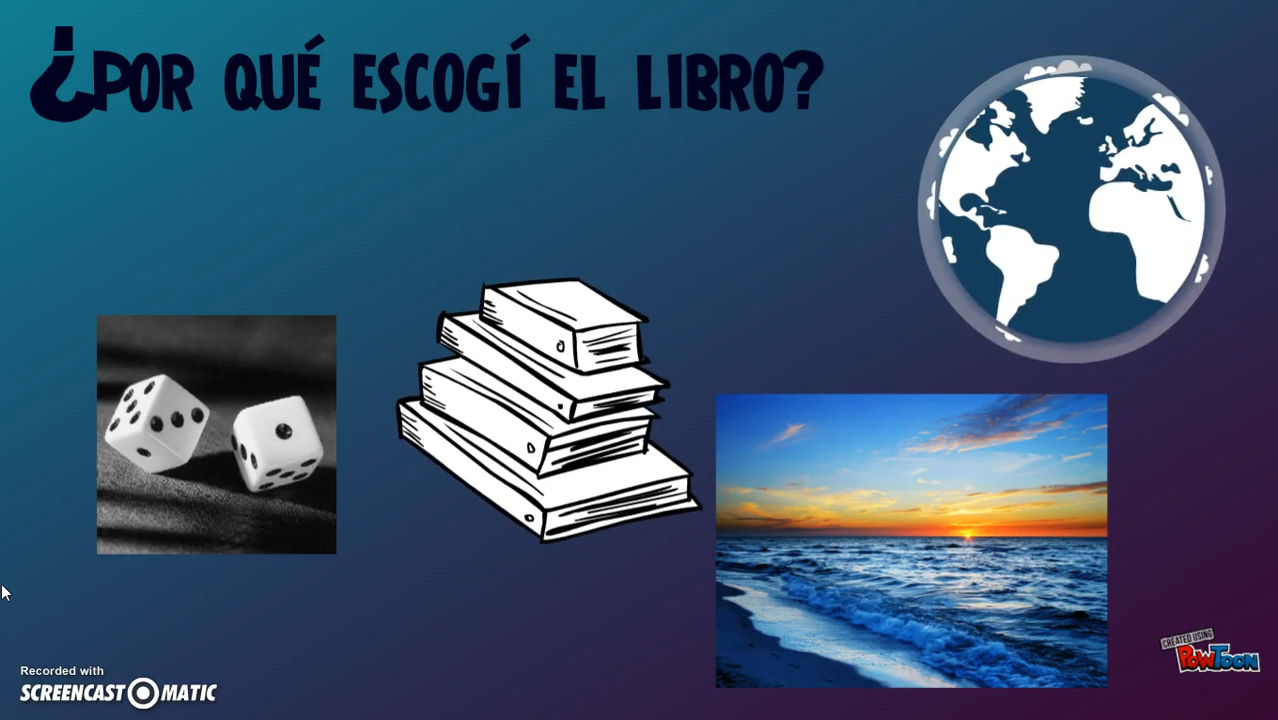 ¿POR QUÉ ESCOGÍ EL LIBRO?
CREATED USING
POWTOON
Recorded with
SCREENCAST MATIC